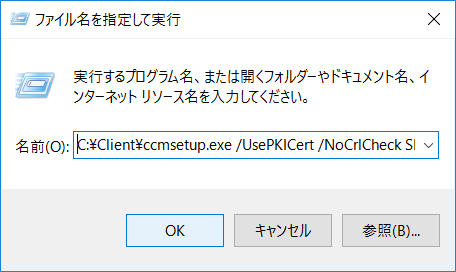 ファイル名を指定して実行
実行するプログラム名、または開くフォルダーやドキュメント名、イ
ンターネット リソース名を入力してください。
名前(O): C:¥Client¥ccmsetup.exe /UsePKICert /NoCrlCheck
OK キャンセル 参照(B)...